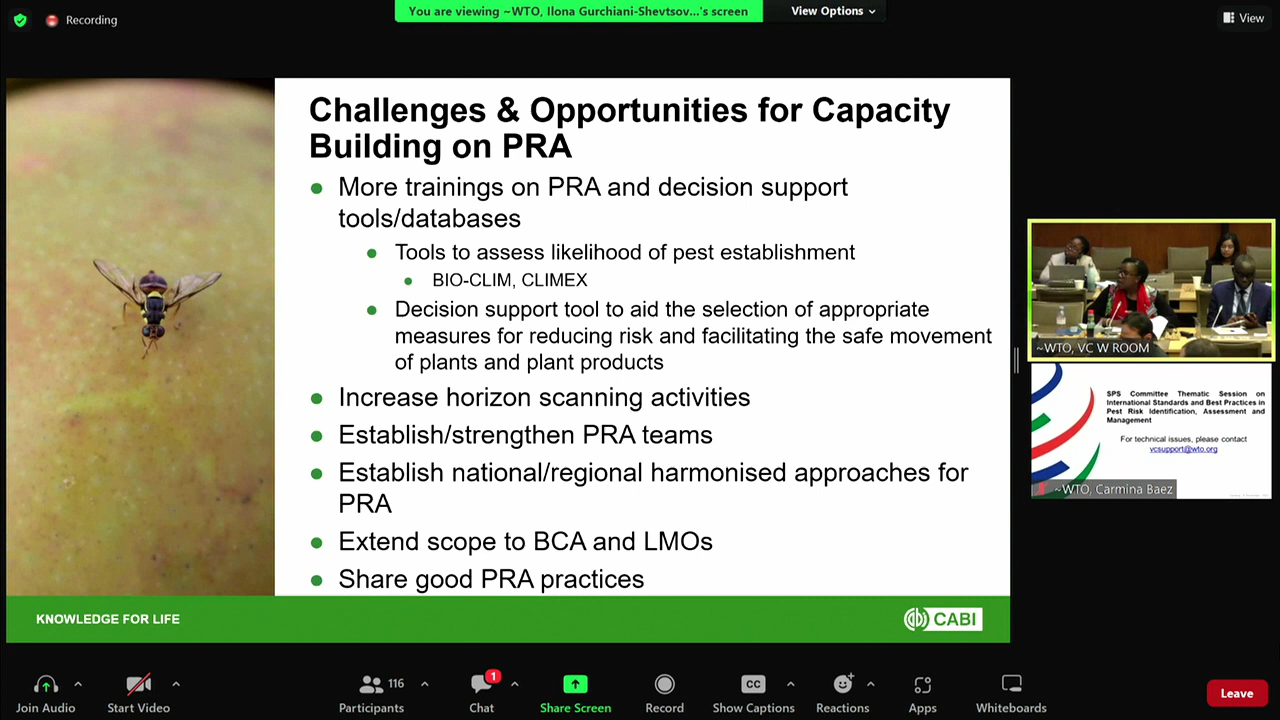 Recording
You are viewing ~WTO, Ilona Gurchiani-Shevtsov...'s screen
View Options
View
Challenges & Opportunities for Capacity
Building on PRA
More trainings on PRA and decision support
tools/databases
Tools to assess likelihood of pest establishment
BIO-CLIM, CLIMEX
Decision support tool to aid the selection of appropriate
measures for reducing risk and facilitating the safe movement
of plants and plant products
Increase horizon scanning activities
Establish/strengthen PRA teams
Establish national/regional harmonised approaches for
PRA
Extend scope to BCA and LMOs
Share good PRA practices
KNOWLEDGE FOR LIFE
CABI
~WTO, VC W ROOM
SPS Committee Thematic Session on
International Standards and Best Practices in
Pest Risk Identification, Assessment and
Management
For technical issues, please contact
vcsupport@wto.org
~WTO, Carmina Baez
Join Audio
Start Video
116
Participants
1
Chat
Share Screen
Record
CC
Show Captions
Reactions
Apps
Whiteboards
Leave